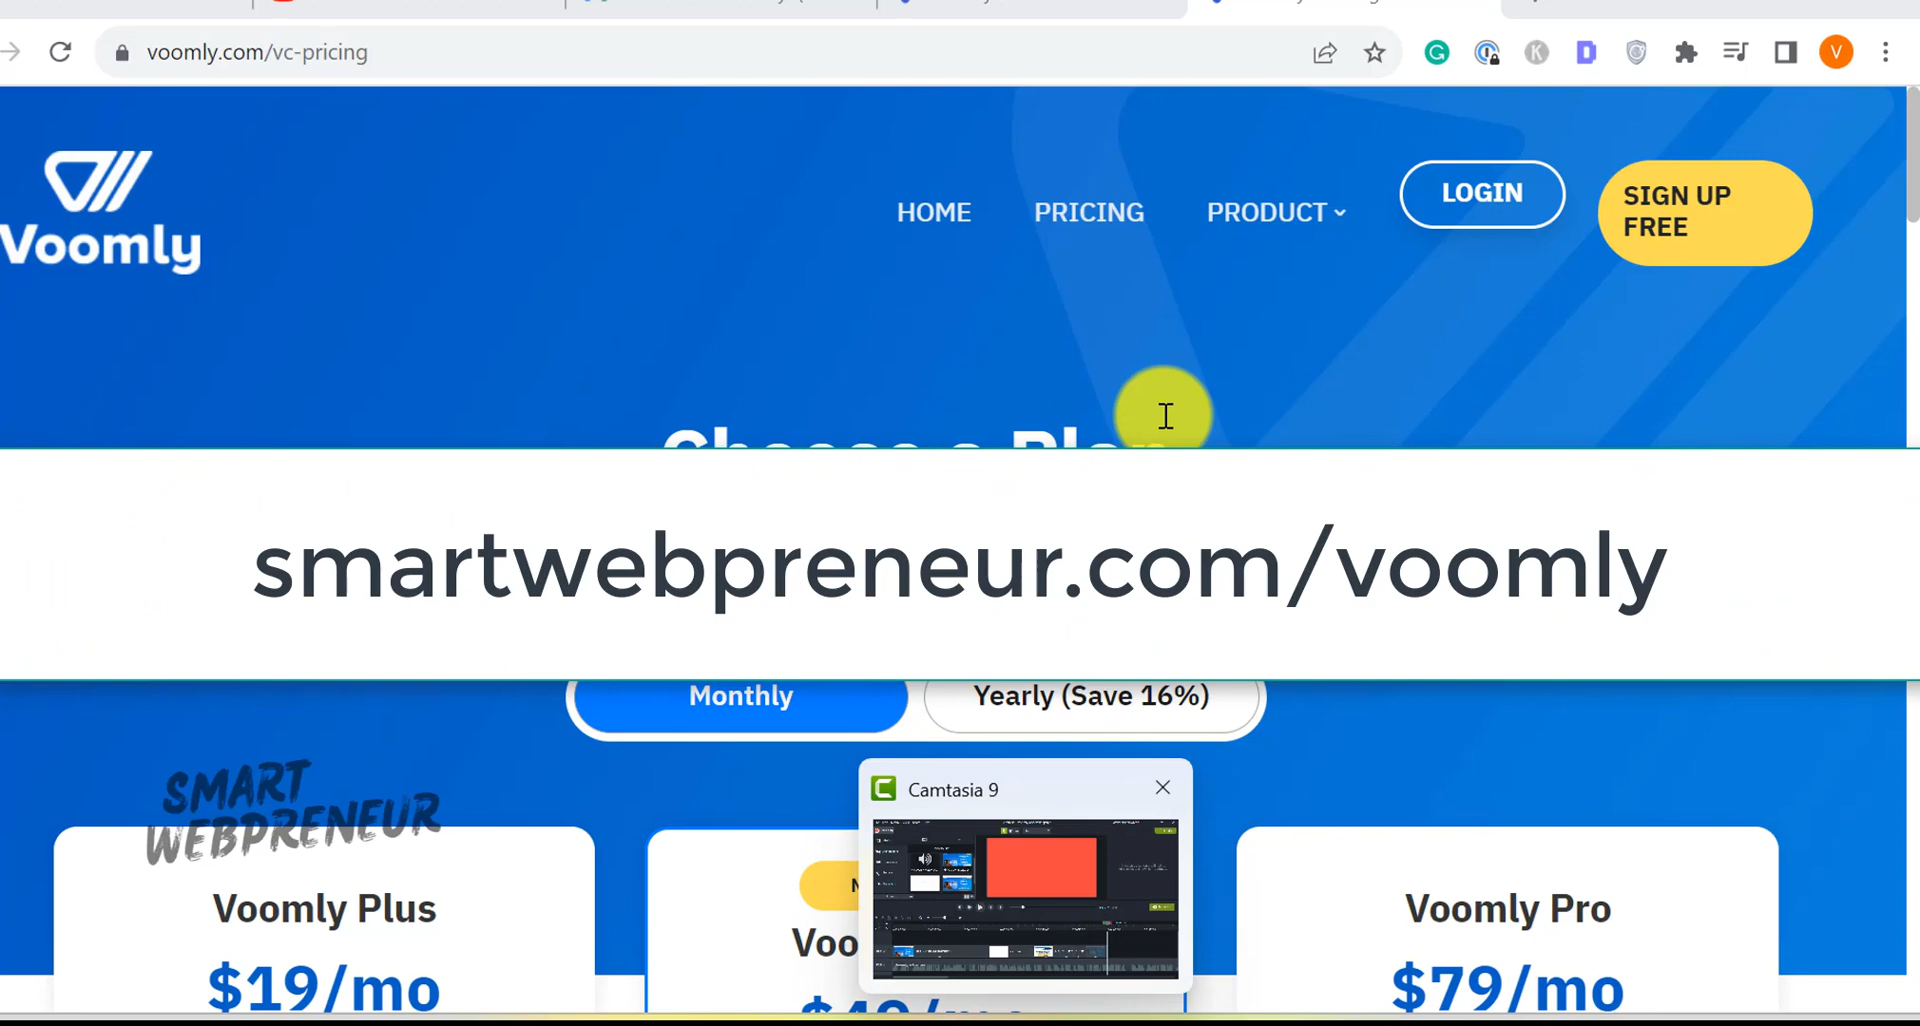 voomly.com/vc-pricing
V
Voomly
HOME
PRICING
PRODUCT
LOGIN
SIGN UP
FREE
smartwebpreneur.com/voomly
Monthly
Yearly (Save 16%)
SMART
WEBPRENEUR
Camtasia 9
Voomly Plus
$19/mo
Voomly Pro
$79/mo